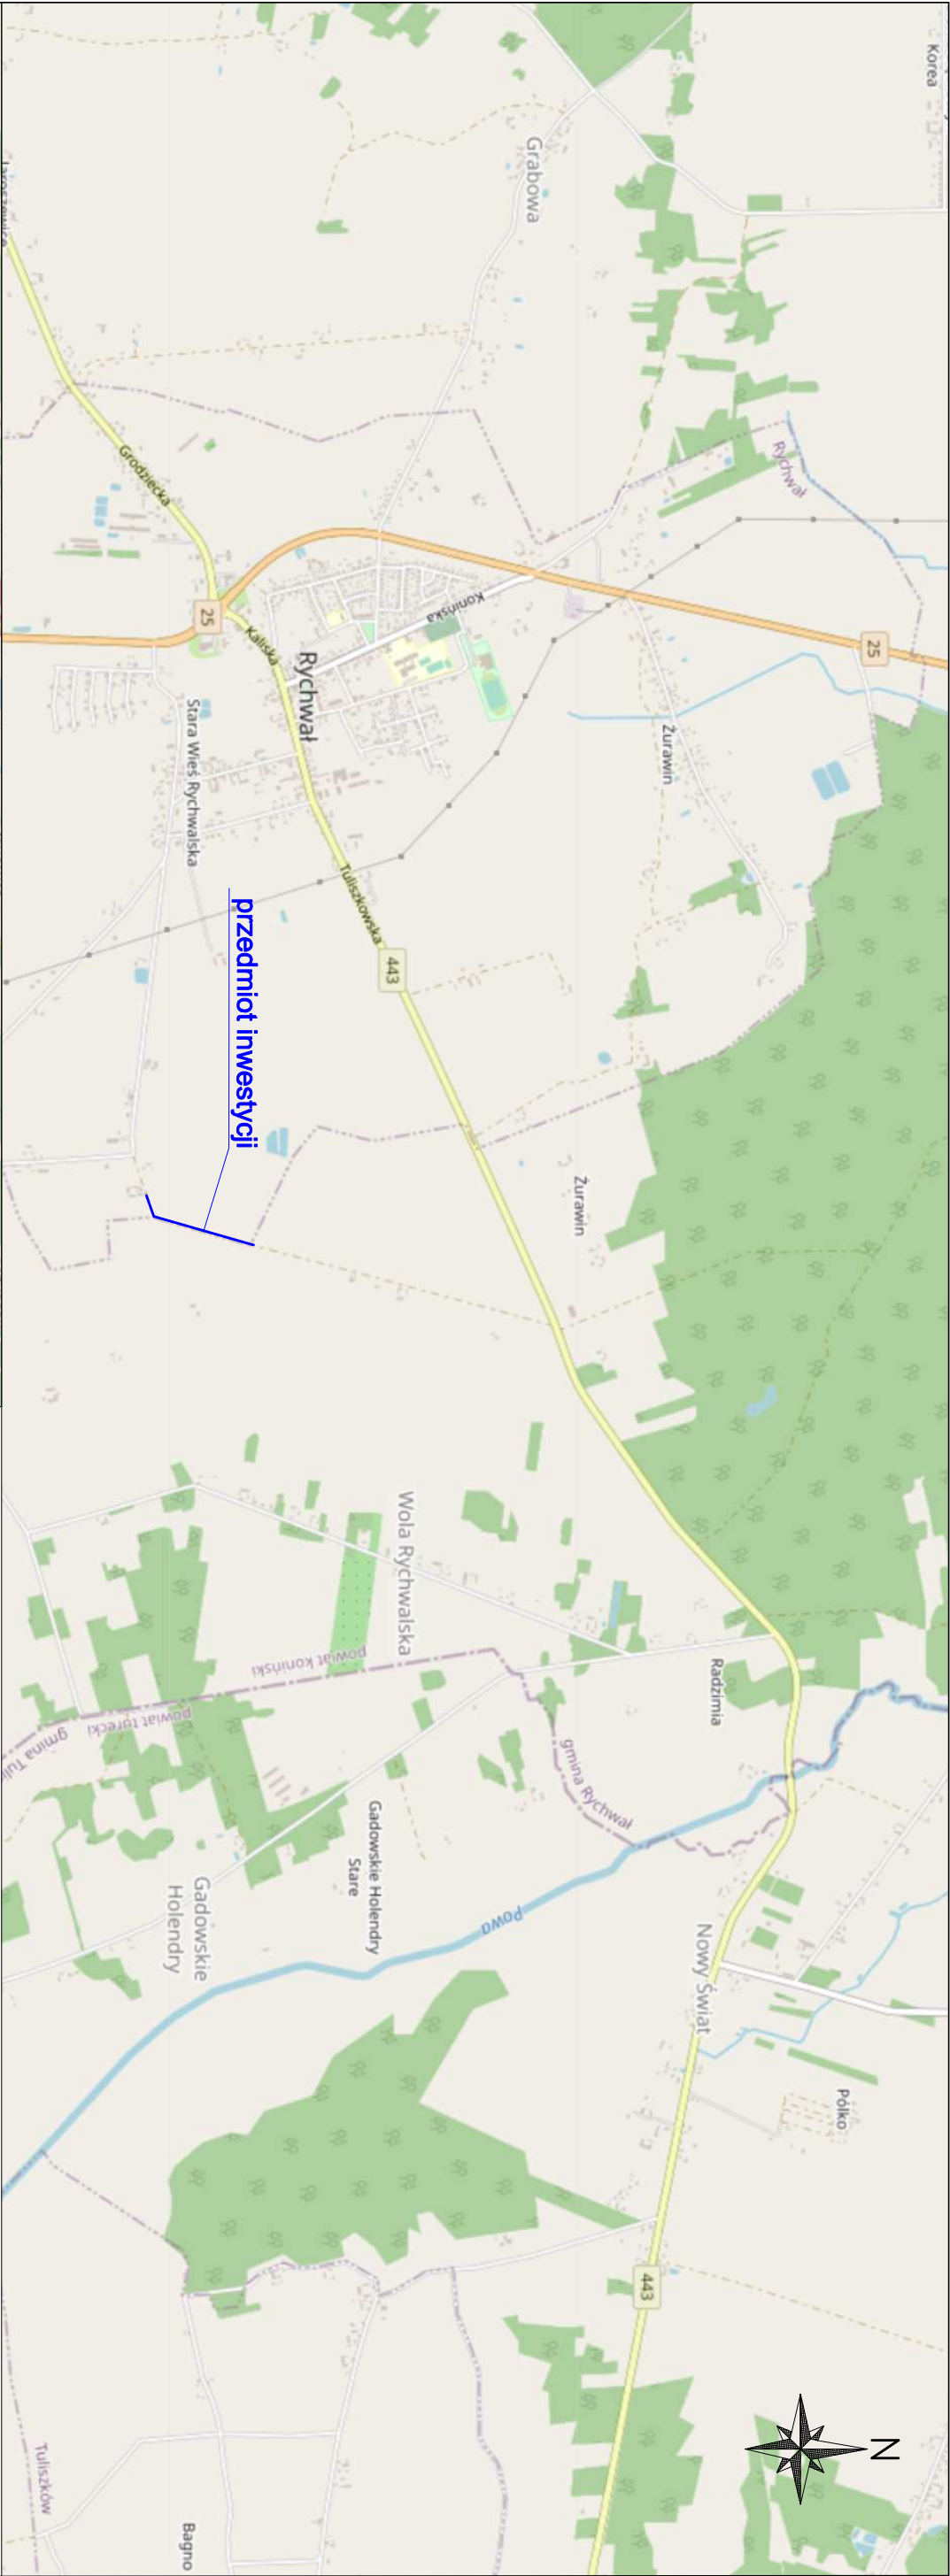 Korea
Grabowa
Rychwał
Grodziecka
25
Kaliska
Konińska
Rychwał
25
Stara Wieś Rychwalska
Żurawin
Tuliszkowska
443
przedmiot inwestycji
Żurawin
Wola Rychwalska
powiat koniński
powiat turecki
gmina Rychwał
Radzimia
Gadowskie Holendry
Stare
Gadowskie
Holendry
Powa
Nowy Świat
Pólko
443
N
Tuliszków
Bagno